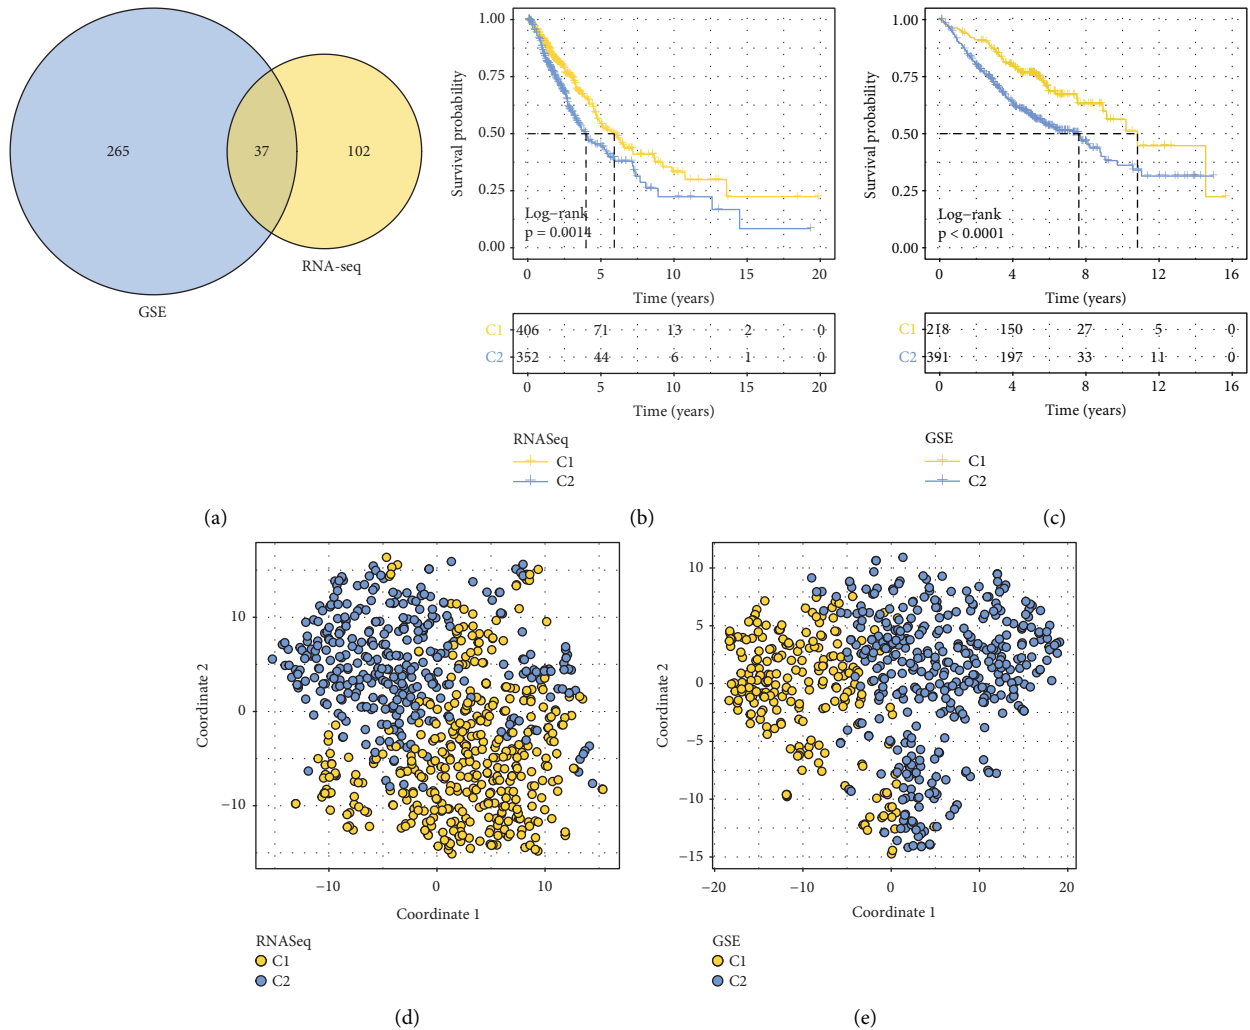 265
37
102
RNA-seq
GSE
(a)
Survival probability
1.00
0.75
0.50
0.25
0.00
Log−rank
p = 0.0014
0 5 10 15 20
Time (years)
C1 406 71 13 2 0
C2 352 44 6 1 0
0 5 10 15 20
Time (years)
RNASeq
C1
C2
(b)
Survival probability
1.00
0.75
0.50
0.25
0.00
Log−rank
p < 0.0001
0 4 8 12 16
Time (years)
C1 218 150 27 5 0
C2 391 197 33 11 0
0 4 8 12 16
Time (years)
GSE
C1
C2
(c)
Coordinate 2
10
0
−10
−10 0 10
Coordinate 1
RNASeq
C1
C2
(d)
Coordinate 2
10
5
0
−5
−10
−15
−20 −10 0 10 20
Coordinate 1
GSE
C1
C2
(e)